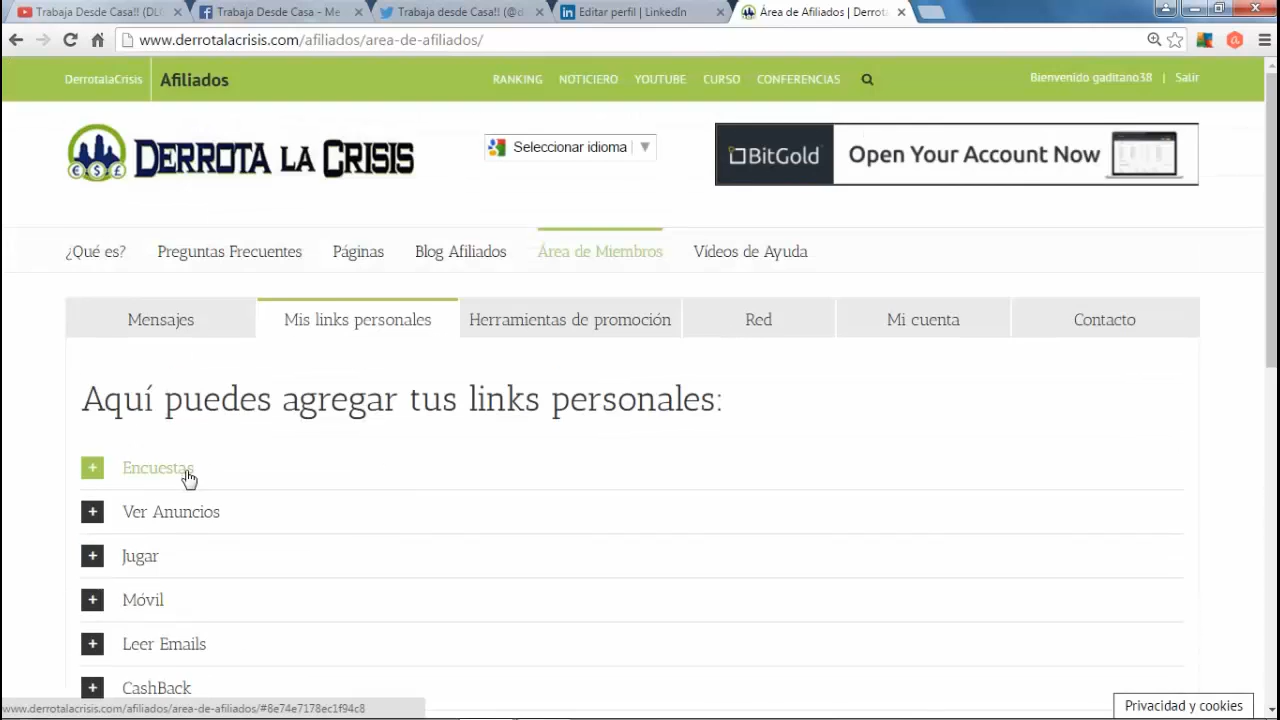 Trabaja Desde Casa!! (DL
Trabaja Desde Casa - Me
Trabaja desde Casa!! (@d
Editar perfil | LinkedIn
Área de Afiliados | Derrota
www.derrotalacrisis.com/afiliados/area-de-afiliados/
DerrotalaCrisis
Afiliados
RANKING
NOTICIERO
YOUTUBE
CURSO
CONFERENCIAS
Bienvenido gaditano38 | Salir
DERROTA LA CRISIS
Seleccionar idioma
BitGold
Open Your Account Now
¿Qué es?
Preguntas Frecuentes
Páginas
Blog Afiliados
Área de Miembros
Vídeos de Ayuda
Mensajes
Mis links personales
Herramientas de promoción
Red
Mi cuenta
Contacto
Aquí puedes agregar tus links personales:
Encuestas
Ver Anuncios
Jugar
Móvil
Leer Emails
CashBack
www.derrotalacrisis.com/afiliados/area-de-afiliados/#8e74e7178ec1f94c8
Privacidad y cookies